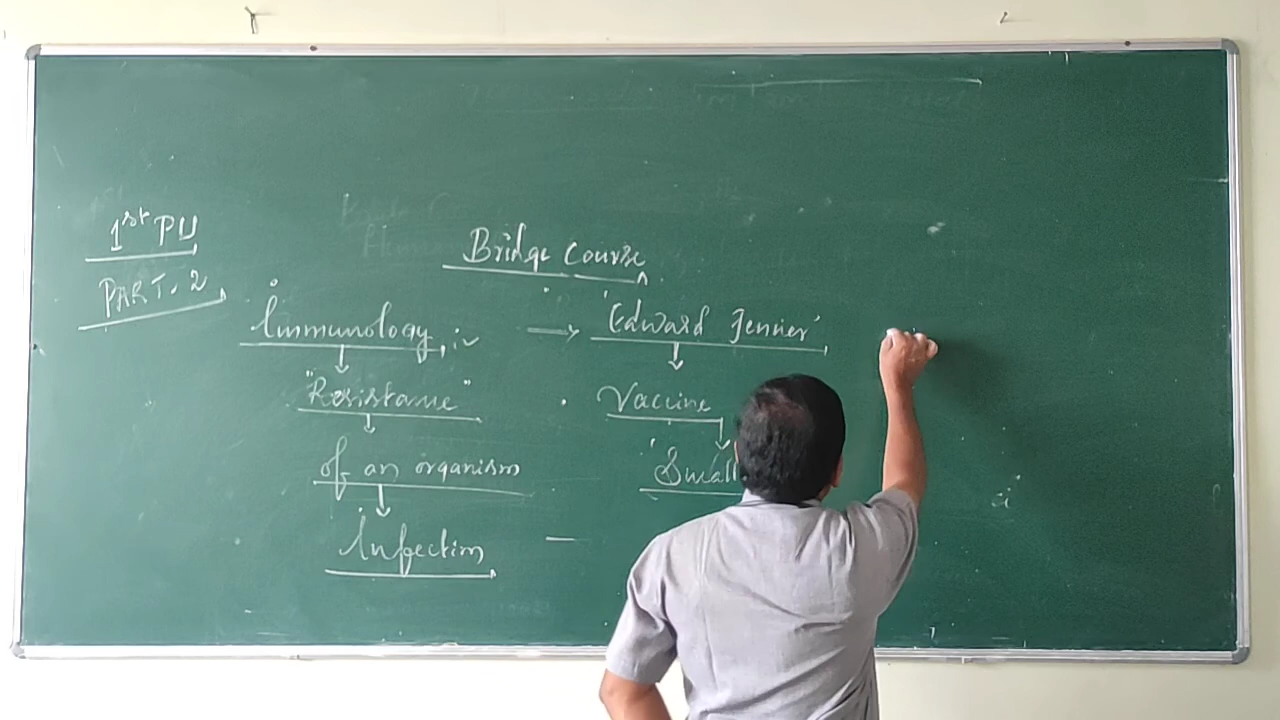 1st PU
PART. 2
Bridge Course
Immunology, →
'Edward Jenner'
"Resistance"
Vaccine
of an organism
'Small
Infection —